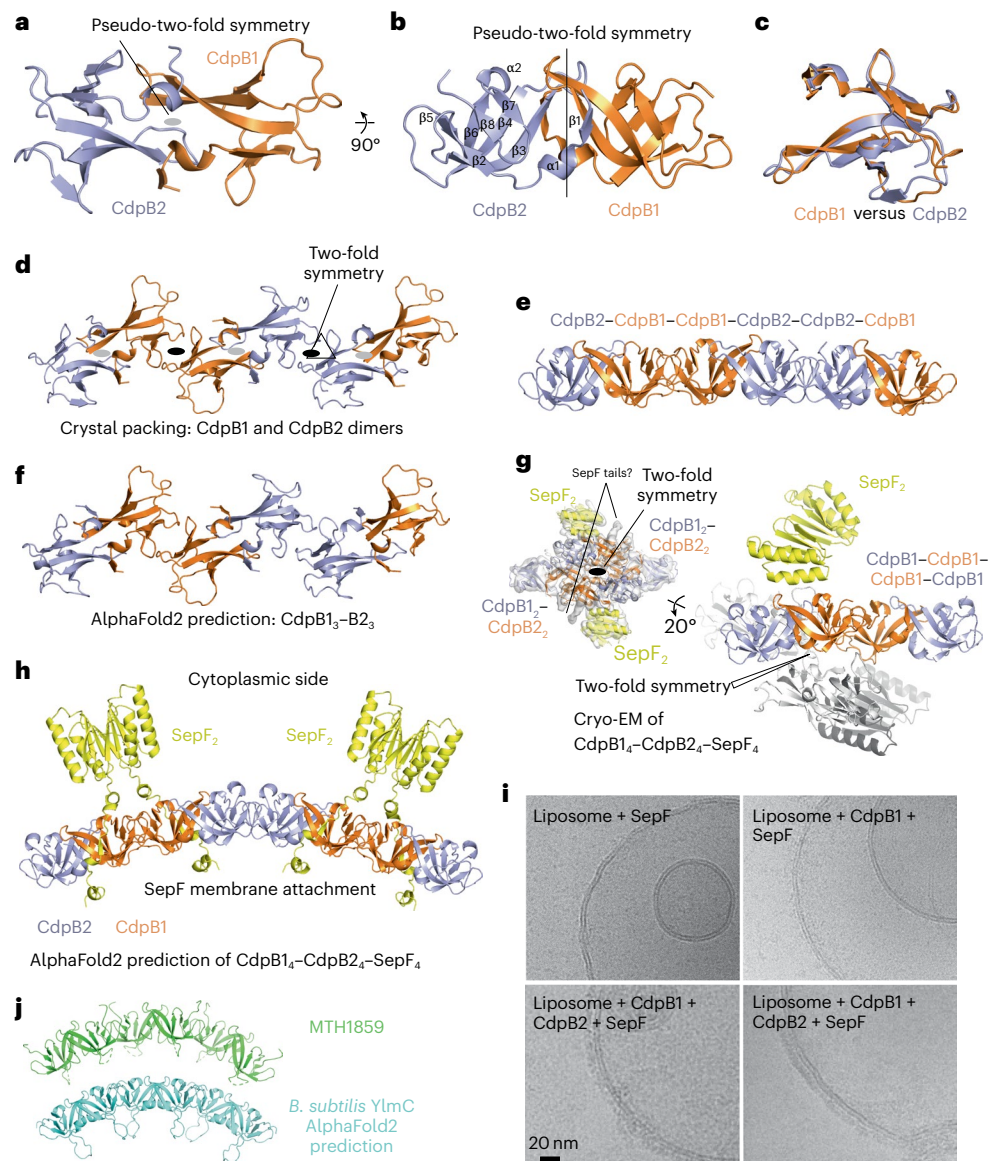 a
Pseudo-two-fold symmetry
CdpB1
CdpB2
90°
b
Pseudo-two-fold symmetry
α2
β7
β5
β8
β4
β1
β6
β3
β2
α1
CdpB2
CdpB1
c
CdpB1 versus CdpB2
d
Two-fold
symmetry
Crystal packing: CdpB1 and CdpB2 dimers
e
CdpB2–CdpB1–CdpB1–CdpB2–CdpB2–CdpB1
f
AlphaFold2 prediction: CdpB1₃–B2₃
g
SepF tails?
Two-fold
symmetry
SepF₂
CdpB1₂–
CdpB2₂
CdpB1₂–
CdpB2₂
SepF₂
20°
SepF₂
CdpB1–CdpB1–
CdpB1–CdpB1
Two-fold symmetry
Cryo-EM of
CdpB1₄–CdpB2₄–SepF₄
h
Cytoplasmic side
SepF₂
SepF₂
SepF membrane attachment
CdpB2 CdpB1
AlphaFold2 prediction of CdpB1₄–CdpB2₄–SepF₄
i
Liposome + SepF
Liposome + CdpB1 +
SepF
Liposome + CdpB1 +
CdpB2 + SepF
Liposome + CdpB1 +
CdpB2 + SepF
20 nm
j
MTH1859
B. subtilis YlmC
AlphaFold2
prediction